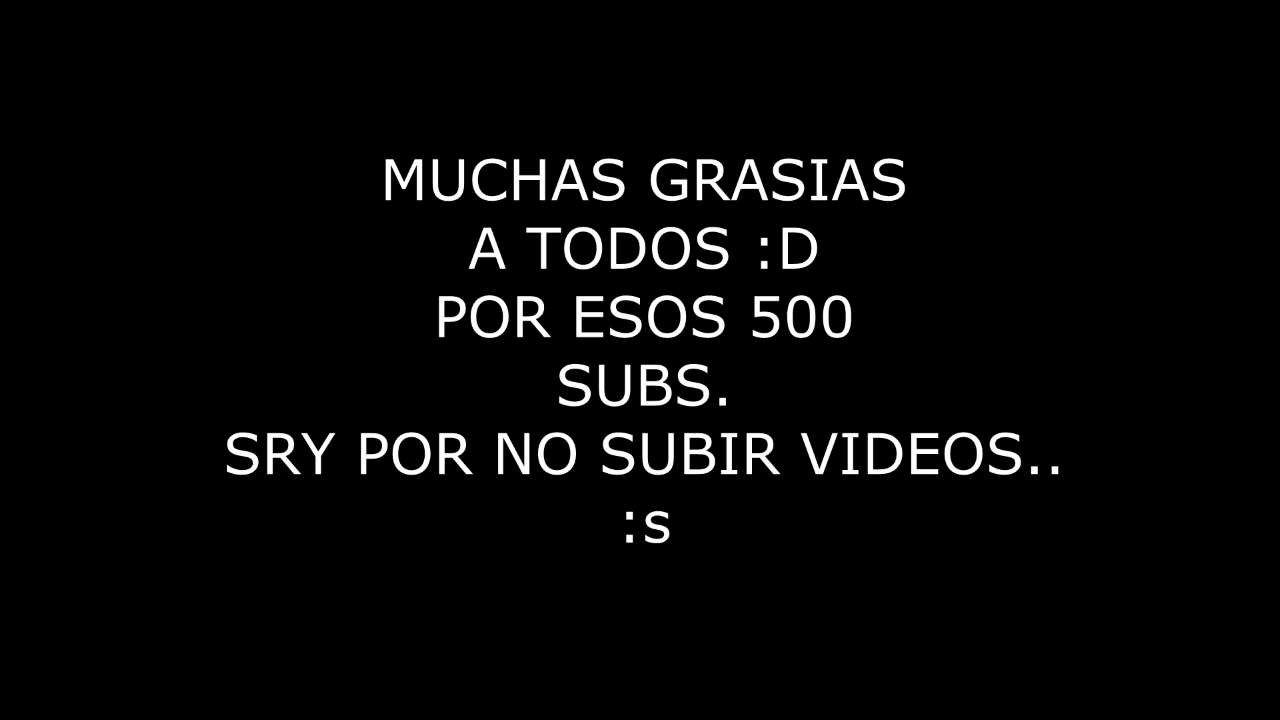 MUCHAS GRASIAS
A TODOS :D
POR ESOS 500
SUBS.
SRY POR NO SUBIR VIDEOS..
:s